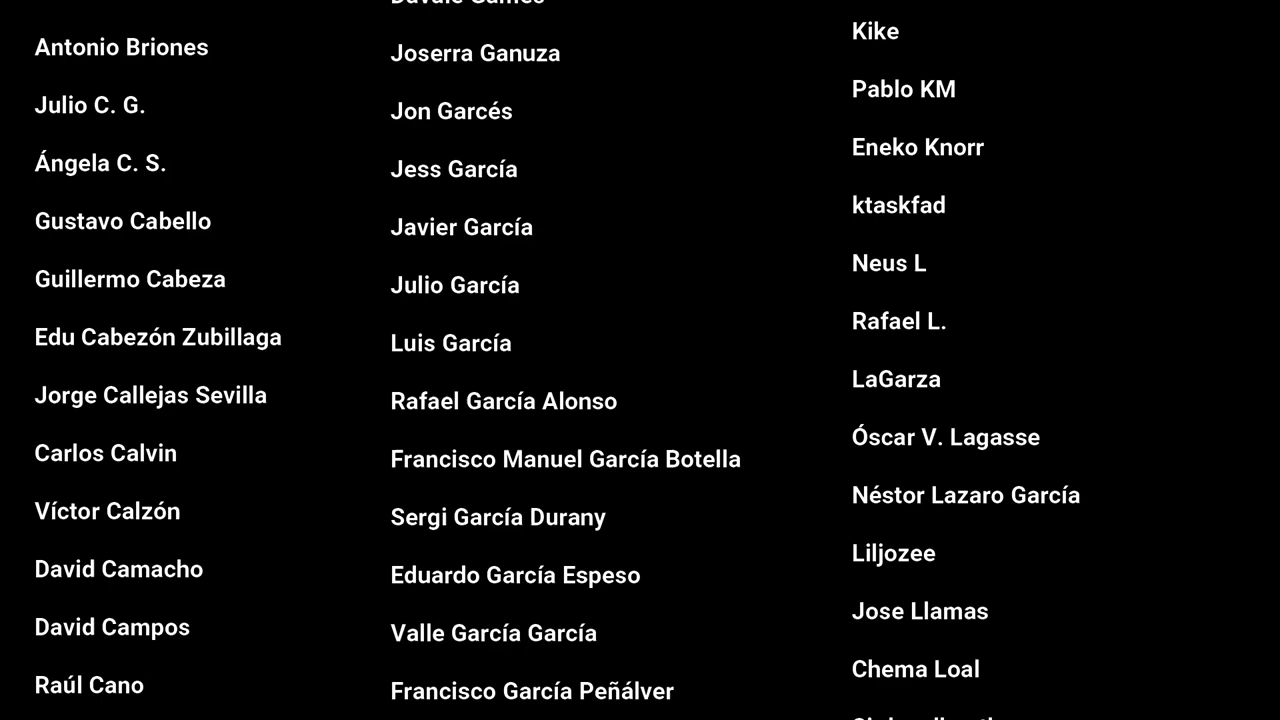 Antonio Briones
Julio C. G.
Ángela C. S.
Gustavo Cabello
Guillermo Cabeza
Edu Cabezón Zubillaga
Jorge Callejas Sevilla
Carlos Calvin
Víctor Calzón
David Camacho
David Campos
Raúl Cano
Joserra Ganuza
Jon Garcés
Jess García
Javier García
Julio García
Luis García
Rafael García Alonso
Francisco Manuel García Botella
Sergi García Durany
Eduardo García Espeso
Valle García García
Francisco García Peñálver
Kike
Pablo KM
Eneko Knorr
ktaskfad
Neus L
Rafael L.
LaGarza
Óscar V. Lagasse
Néstor Lazaro García
Liljozee
Jose Llamas
Chema Loal